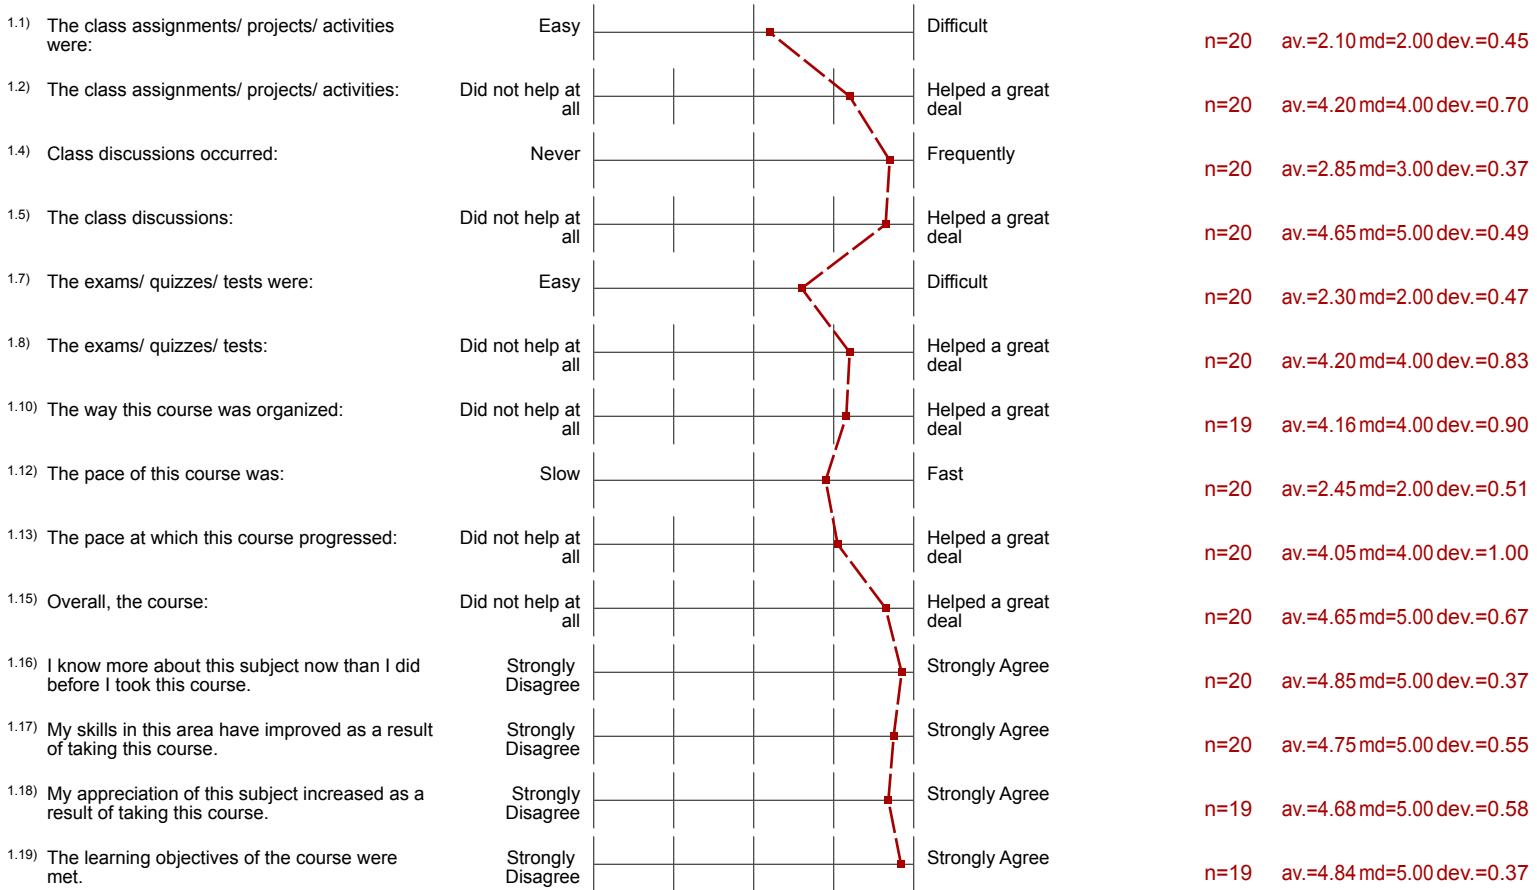 1.1) The class assignments/ projects/ activities were: Easy Difficult n=20 av.=2.10 md=2.00 dev.=0.45
1.2) The class assignments/ projects/ activities: Did not help at all Helped a great deal n=20 av.=4.20 md=4.00 dev.=0.70
1.4) Class discussions occurred: Never Frequently n=20 av.=2.85 md=3.00 dev.=0.37
1.5) The class discussions: Did not help at all Helped a great deal n=20 av.=4.65 md=5.00 dev.=0.49
1.7) The exams/ quizzes/ tests were: Easy Difficult n=20 av.=2.30 md=2.00 dev.=0.47
1.8) The exams/ quizzes/ tests: Did not help at all Helped a great deal n=20 av.=4.20 md=4.00 dev.=0.83
1.10) The way this course was organized: Did not help at all Helped a great deal n=19 av.=4.16 md=4.00 dev.=0.90
1.12) The pace of this course was: Slow Fast n=20 av.=2.45 md=2.00 dev.=0.51
1.13) The pace at which this course progressed: Did not help at all Helped a great deal n=20 av.=4.05 md=4.00 dev.=1.00
1.15) Overall, the course: Did not help at all Helped a great deal n=20 av.=4.65 md=5.00 dev.=0.67
1.16) I know more about this subject now than I did before I took this course. Strongly Disagree Strongly Agree n=20 av.=4.85 md=5.00 dev.=0.37
1.17) My skills in this area have improved as a result of taking this course. Strongly Disagree Strongly Agree n=20 av.=4.75 md=5.00 dev.=0.55
1.18) My appreciation of this subject increased as a result of taking this course. Strongly Disagree Strongly Agree n=19 av.=4.68 md=5.00 dev.=0.58
1.19) The learning objectives of the course were met. Strongly Disagree Strongly Agree n=19 av.=4.84 md=5.00 dev.=0.37